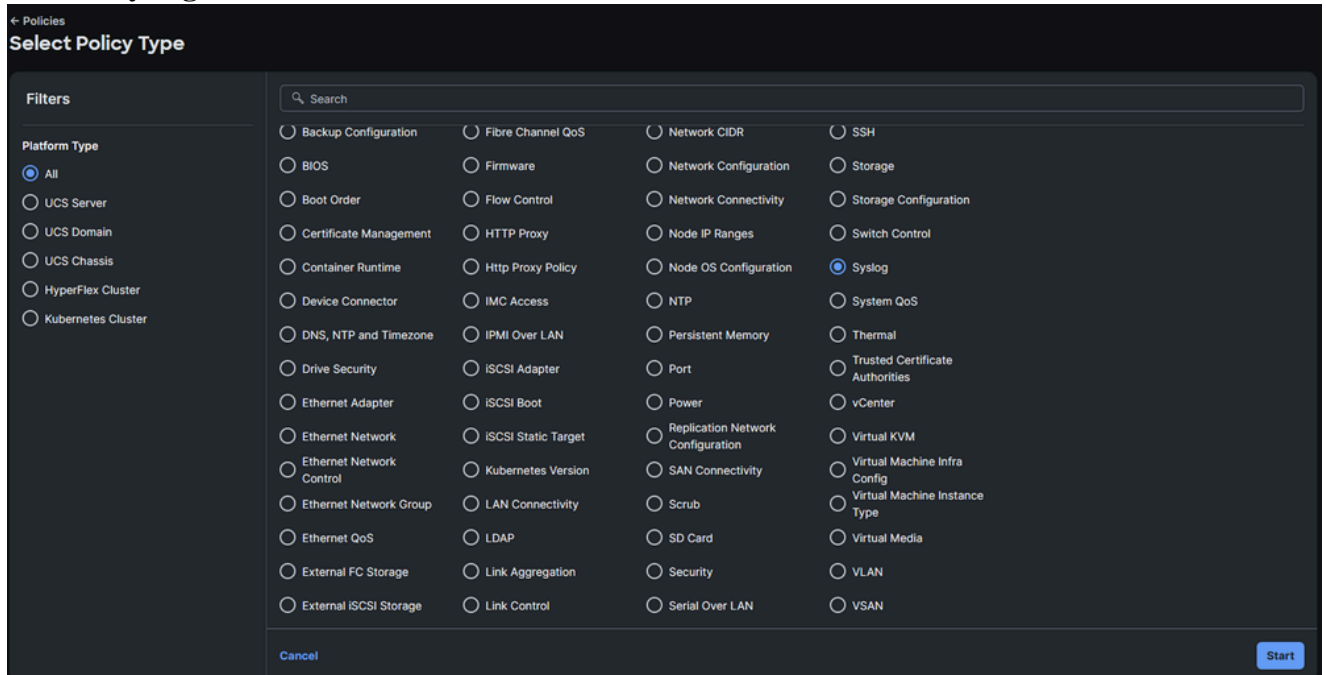 ← Policies
Select Policy Type
Filters
Platform Type
All
UCS Server
UCS Domain
UCS Chassis
HyperFlex Cluster
Kubernetes Cluster
Search
Backup Configuration
Fibre Channel QoS
Network CIDR
SSH
BIOS
Firmware
Network Configuration
Storage
Boot Order
Flow Control
Network Connectivity
Storage Configuration
Certificate Management
HTTP Proxy
Node IP Ranges
Switch Control
Container Runtime
Http Proxy Policy
Node OS Configuration
Syslog
Device Connector
IMC Access
NTP
System QoS
DNS, NTP and Timezone
IPMI Over LAN
Persistent Memory
Thermal
Drive Security
iSCSI Adapter
Port
Trusted Certificate
Authorities
Ethernet Adapter
iSCSI Boot
Power
vCenter
Ethernet Network
iSCSI Static Target
Replication Network
Configuration
Virtual KVM
Ethernet Network
Control
Kubernetes Version
SAN Connectivity
Virtual Machine Infra
Config
Ethernet Network Group
LAN Connectivity
Scrub
Virtual Machine Instance
Type
Ethernet QoS
LDAP
SD Card
Virtual Media
External FC Storage
Link Aggregation
Security
VLAN
External iSCSI Storage
Link Control
Serial Over LAN
VSAN
Cancel
Start